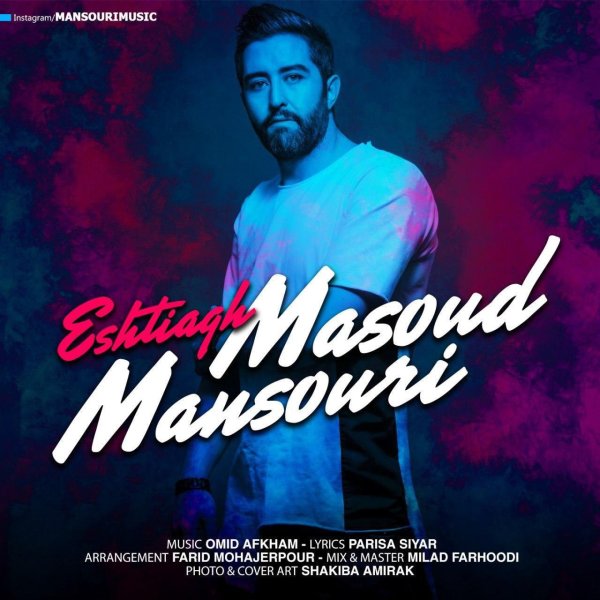 Instagram/MANSOURIMUSIC
Eshtiagh Masoud
Mansouri
MUSIC OMID AFKHAM - LYRICS PARISA SIYAR
ARRANGEMENT FARID MOHAJERPOUR - MIX & MASTER MILAD FARHOODI
PHOTO & COVER ART SHAKIBA AMIRAK